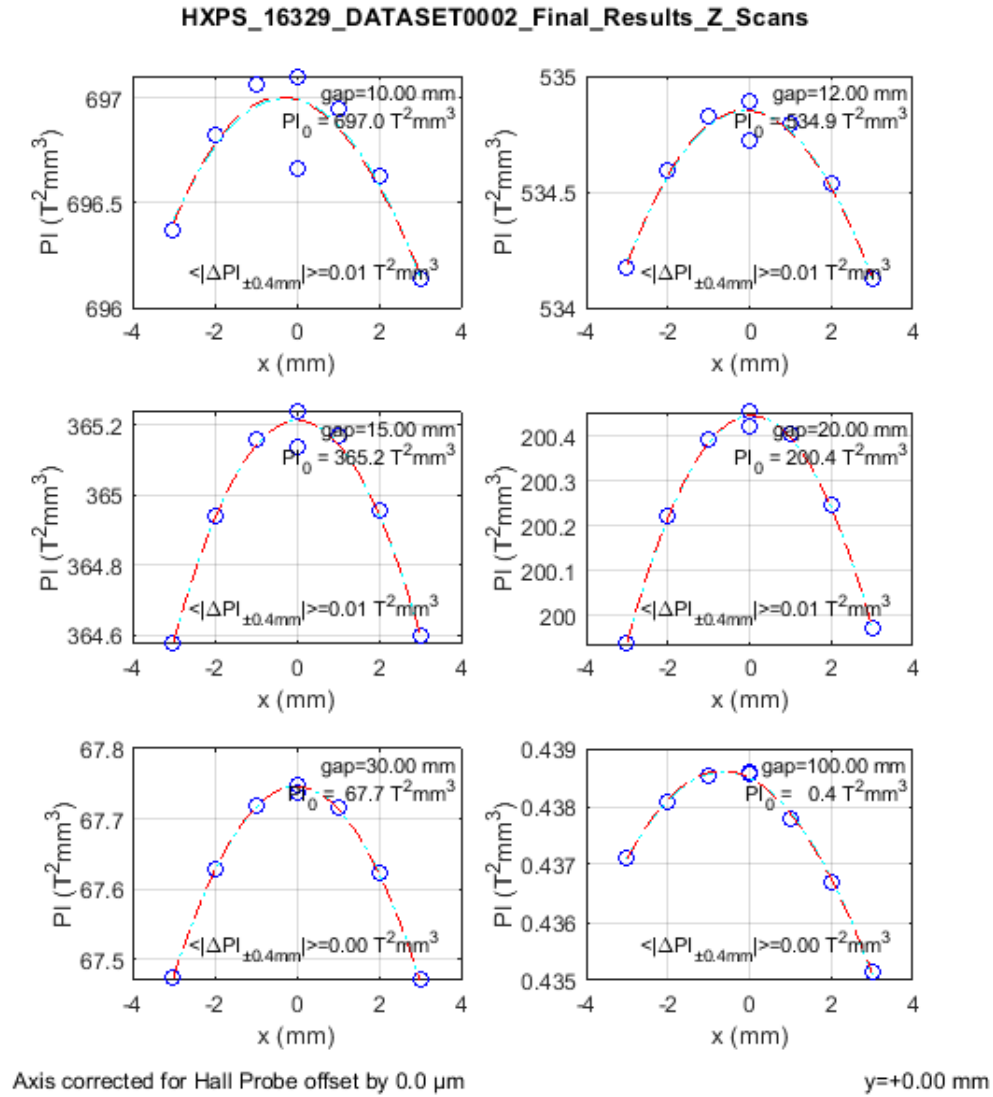 HXPS_16329_DATASET0002_Final_Results_Z_Scans
697
696.5
696
PI (T²mm³)
gap=10.00 mm
PI₀ = 697.0 T²mm³
<|ΔPI±0.4mm|>=0.01 T²mm³
-4 -2 0 2 4
x (mm)
535
534.5
534
PI (T²mm³)
gap=12.00 mm
PI₀ = 534.9 T²mm³
<|ΔPI±0.4mm|>=0.01 T²mm³
-4 -2 0 2 4
x (mm)
365.2
365
364.8
364.6
PI (T²mm³)
gap=15.00 mm
PI₀ = 365.2 T²mm³
<|ΔPI±0.4mm|>=0.01 T²mm³
-4 -2 0 2 4
x (mm)
200.4
200.3
200.2
200.1
200
PI (T²mm³)
gap=20.00 mm
PI₀ = 200.4 T²mm³
<|ΔPI±0.4mm|>=0.01 T²mm³
-4 -2 0 2 4
x (mm)
67.8
67.7
67.6
67.5
PI (T²mm³)
gap=30.00 mm
PI₀ = 67.7 T²mm³
<|ΔPI±0.4mm|>=0.00 T²mm³
-4 -2 0 2 4
x (mm)
0.439
0.438
0.437
0.436
0.435
PI (T²mm³)
gap=100.00 mm
PI₀ = 0.4 T²mm³
<|ΔPI±0.4mm|>=0.00 T²mm³
-4 -2 0 2 4
x (mm)
Axis corrected for Hall Probe offset by 0.0 µm
y=+0.00 mm